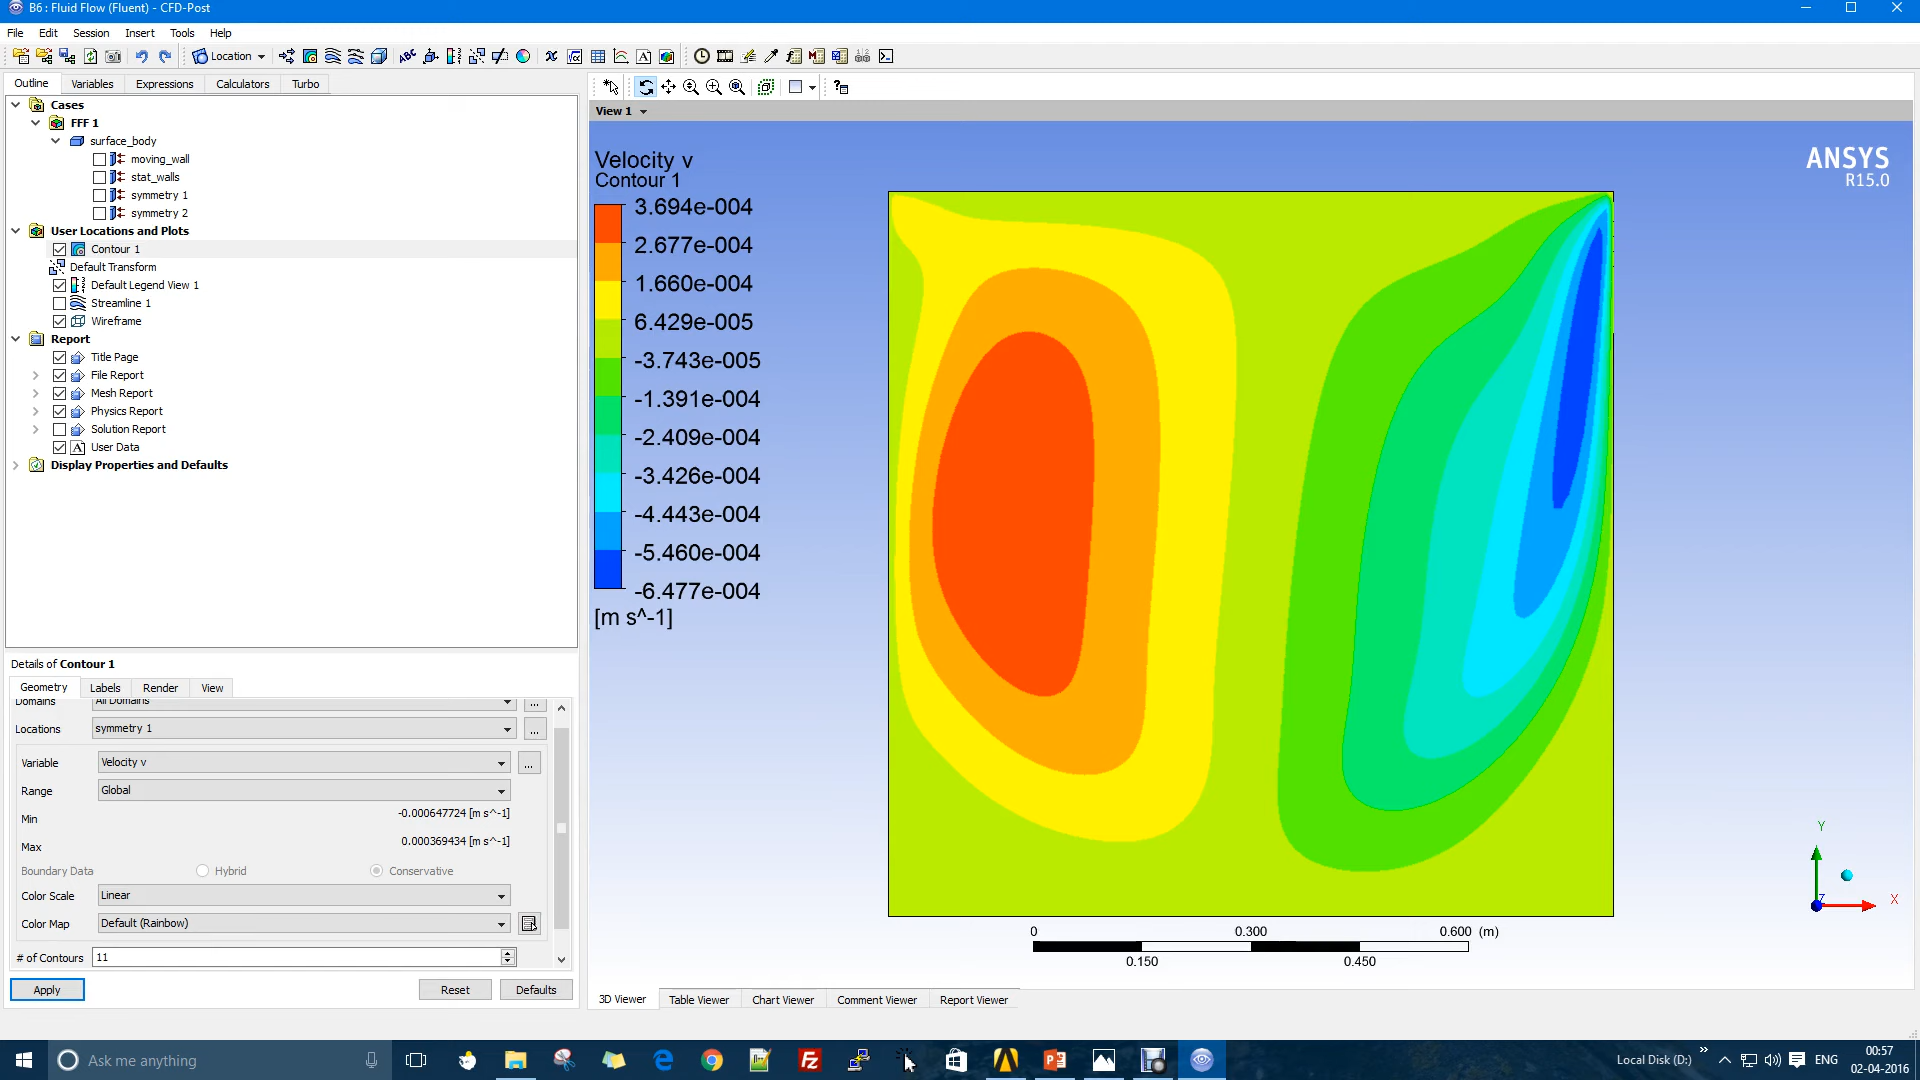 B6 : Fluid Flow (Fluent) - CFD-Post
File Edit Session Insert Tools Help
Location
Outline Variables Expressions Calculators Turbo
Cases
FFF 1
surface_body
moving_wall
stat_walls
symmetry 1
symmetry 2
User Locations and Plots
Contour 1
Default Transform
Default Legend View 1
Streamline 1
Wireframe
Report
Title Page
File Report
Mesh Report
Physics Report
Solution Report
User Data
Display Properties and Defaults
Details of Contour 1
Geometry Labels Render View
Domains All Domains ...
Locations symmetry 1 ...
Variable Velocity v ...
Range Global
Min -0.000647724 [m s^-1]
Max 0.000369434 [m s^-1]
Boundary Data Hybrid Conservative
Color Scale Linear
Color Map Default (Rainbow)
# of Contours 11
Apply Reset Defaults
View 1
Velocity v
Contour 1
3.694e-004
2.677e-004
1.660e-004
6.429e-005
-3.743e-005
-1.391e-004
-2.409e-004
-3.426e-004
-4.443e-004
-5.460e-004
-6.477e-004
[m s^-1]
ANSYS
R15.0
Y
Z
X
0 0.300 0.600 (m)
0.150 0.450
3D Viewer Table Viewer Chart Viewer Comment Viewer Report Viewer
Ask me anything
Local Disk (D:) ENG 00:57
02-04-2016